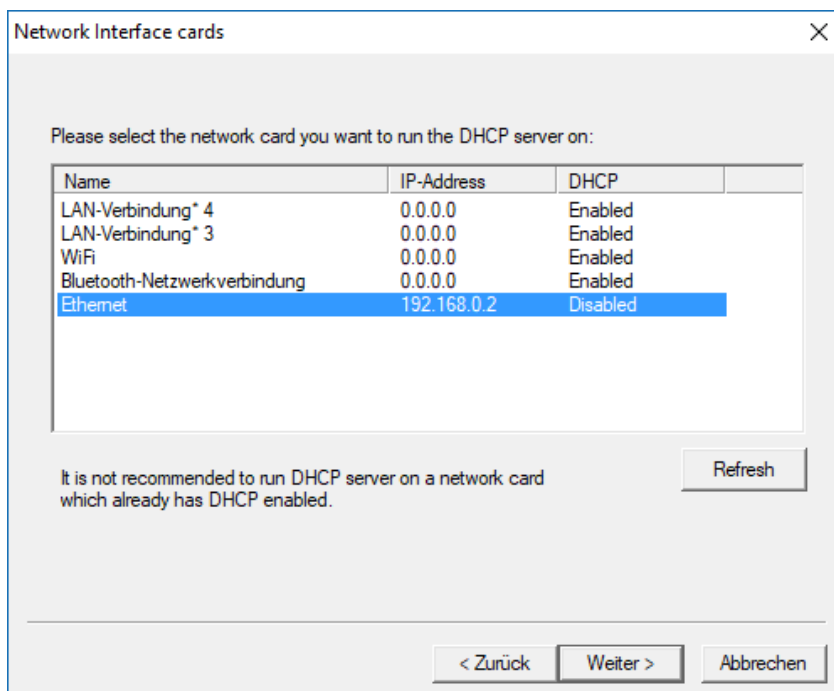 Network Interface cards
Please select the network card you want to run the DHCP server on:
Name IP-Address DHCP
LAN-Verbindung* 4 0.0.0.0 Enabled
LAN-Verbindung* 3 0.0.0.0 Enabled
WiFi 0.0.0.0 Enabled
Bluetooth-Netzwerkverbindung 0.0.0.0 Enabled
Ethernet 192.168.0.2 Disabled
It is not recommended to run DHCP server on a network card
which already has DHCP enabled.
Refresh
< Zurück Weiter > Abbrechen